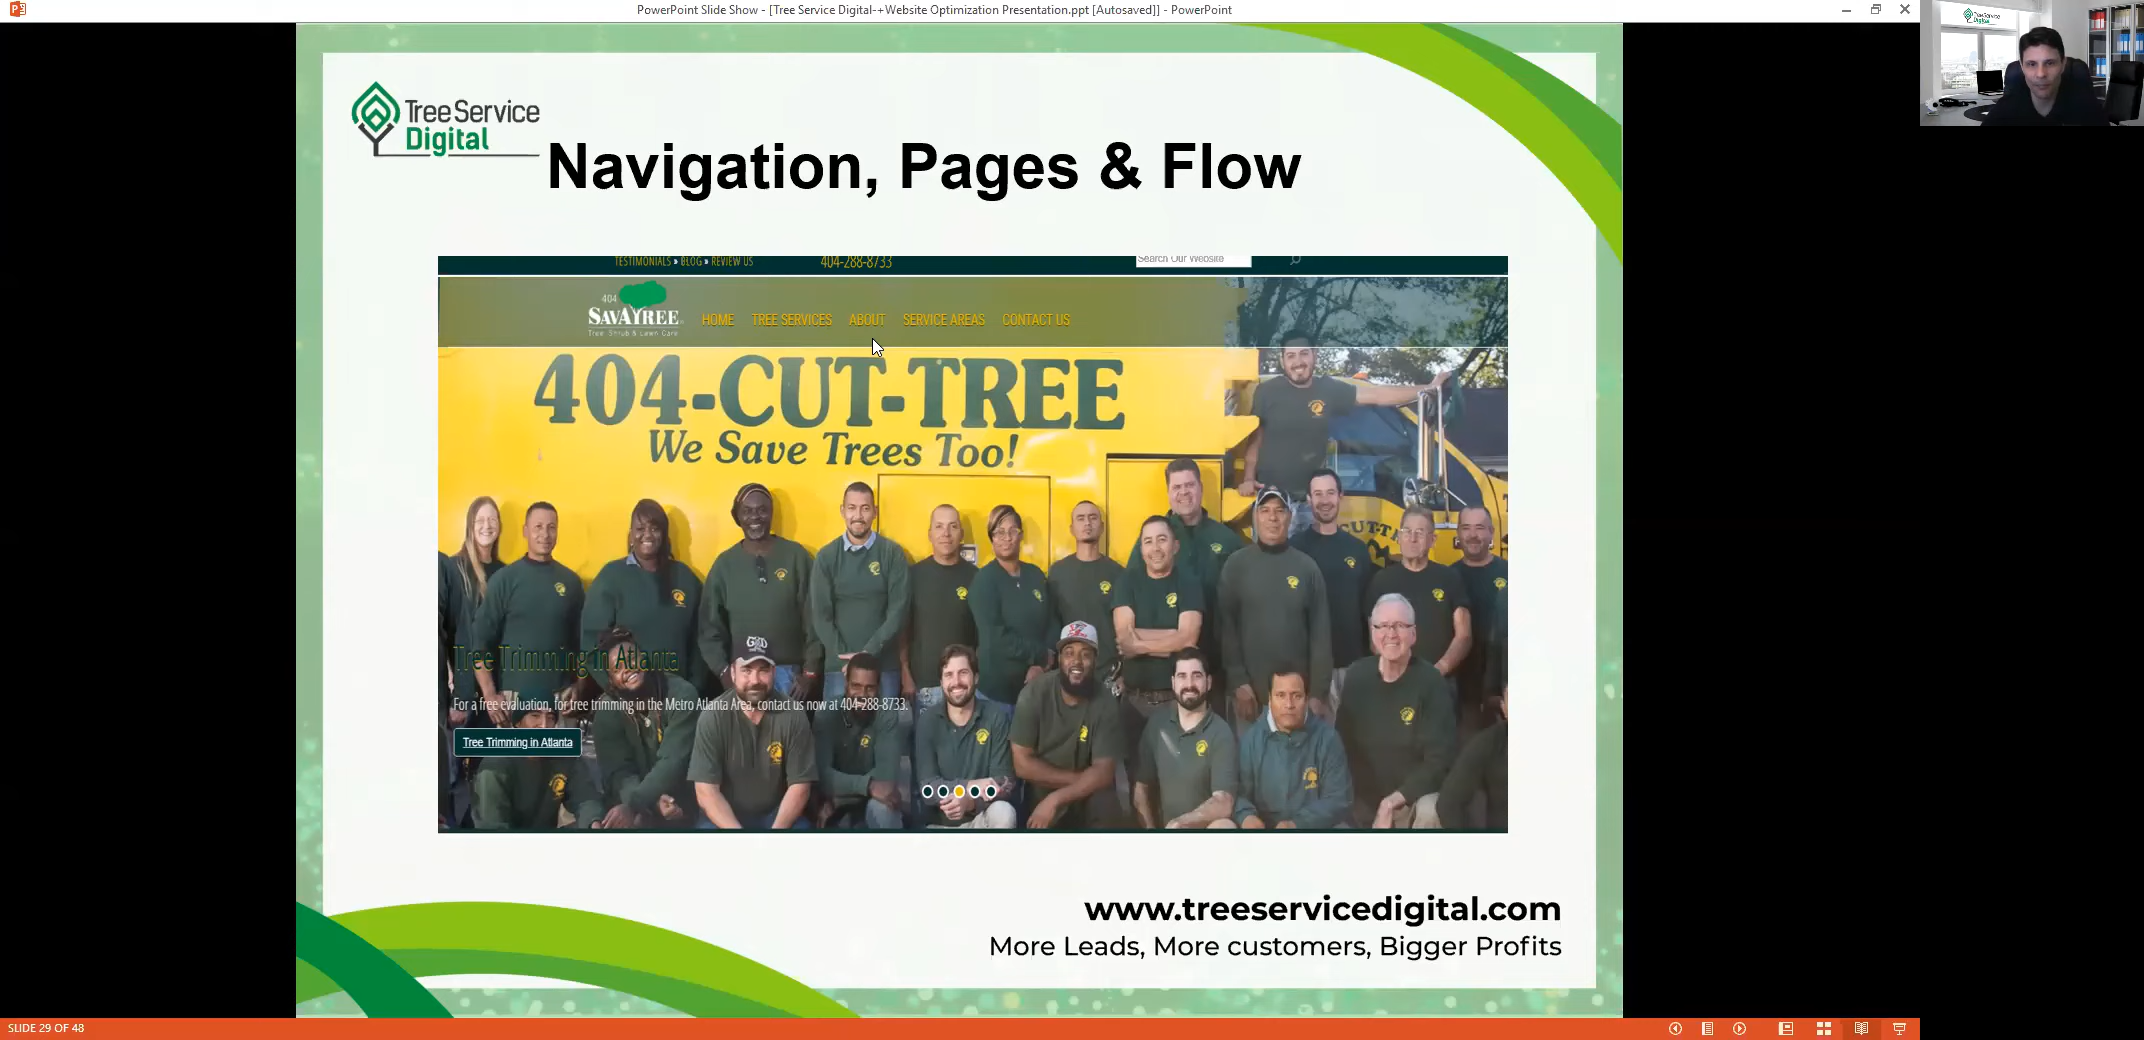 PowerPoint Slide Show - [Tree Service Digital-+Website Optimization Presentation.ppt [Autosaved]] - PowerPoint
Tree Service
Digital
Tree Service
Digital
Navigation, Pages & Flow
TESTIMONIALS » BLOG » REVIEW US
404-288-8733
Search Our Website
404
SAVATREE
Tree Shrub & Lawn Care
HOME TREE SERVICES ABOUT SERVICE AREAS CONTACT US
404-CUT-TREE
We Save Trees Too!
CUT-T
Tree Trimming in Atlanta
For a free evaluation, for tree trimming in the Metro Atlanta Area, contact us now at 404-288-8733.
Tree Trimming in Atlanta
www.treeservicedigital.com
More Leads, More customers, Bigger Profits
SLIDE 29 OF 48